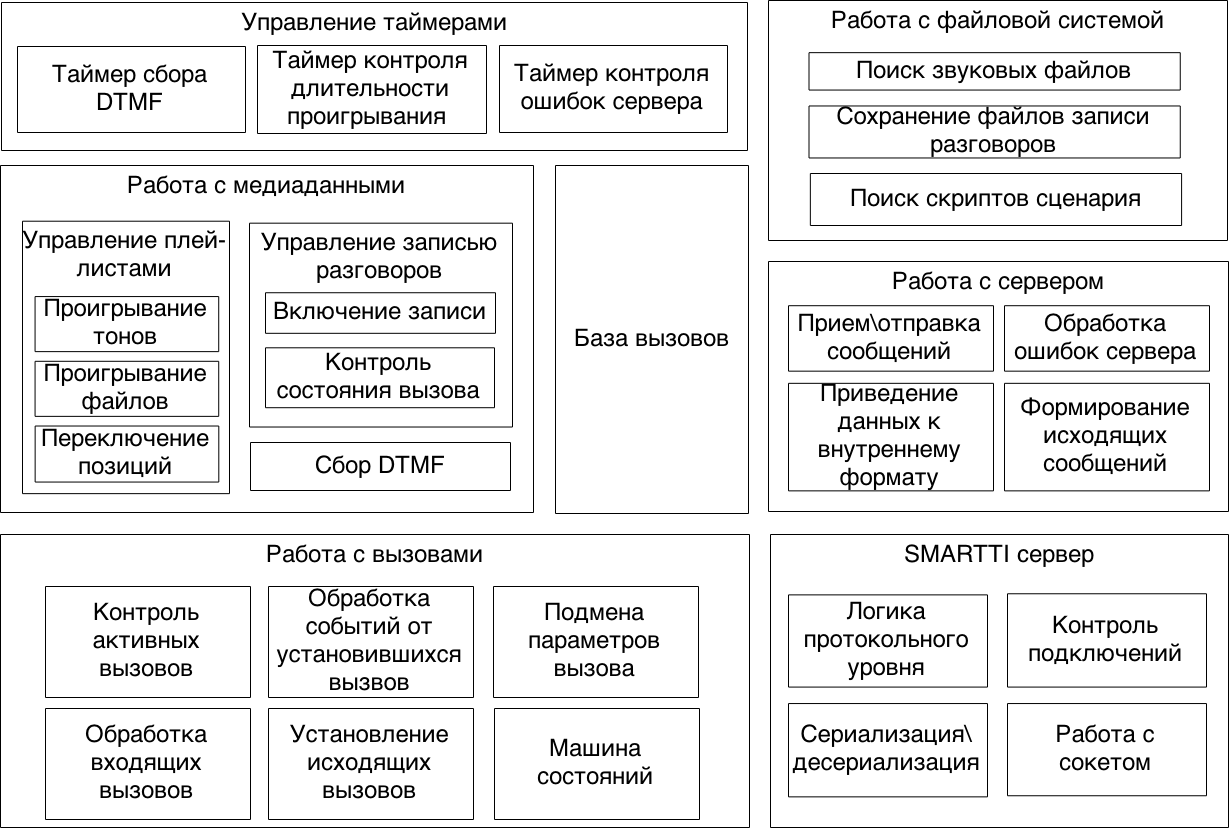 Управление таймерами
Таймер сбора
DTMF
Таймер контроля
длительности
проигрывания
Таймер контроля
ошибок сервера
Работа с файловой системой
Поиск звуковых файлов
Сохранение файлов записи
разговоров
Поиск скриптов сценария
Работа с медиаданными
Управление плей-
листами
Проигрывание
тонов
Проигрывание
файлов
Переключение
позиций
Управление записью
разговоров
Включение записи
Контроль
состояния вызова
Сбор DTMF
База вызовов
Работа с сервером
Прием\отправка
сообщений
Обработка
ошибок сервера
Приведение
данных к
внутреннему
формату
Формирование
исходящих
сообщений
Работа с вызовами
Контроль
активных
вызовов
Обработка
событий от
установившихся
вызвов
Подмена
параметров
вызова
Обработка
входящих
вызовов
Установление
исходящих
вызовов
Машина
состояний
SMARTTI сервер
Логика
протокольного
уровня
Контроль
подключений
Сериализация\
десериализация
Работа с
сокетом